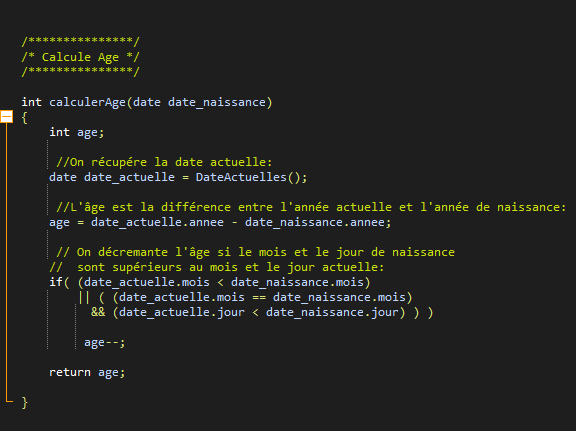 /***************/
/* Calcule Age */
/***************/
int calculerAge(date date_naissance)
{
int age;
//On récupére la date actuelle:
date date_actuelle = DateActuelles();
//L'âge est la différence entre l'année actuelle et l'année de naissance:
age = date_actuelle.annee - date_naissance.annee;
// On décremante l'âge si le mois et le jour de naissance
//  sont supérieurs au mois et le jour actuelle:
if( (date_actuelle.mois < date_naissance.mois)
|| ( (date_actuelle.mois == date_naissance.mois)
&& (date_actuelle.jour < date_naissance.jour) ) )
age--;
return age;
}